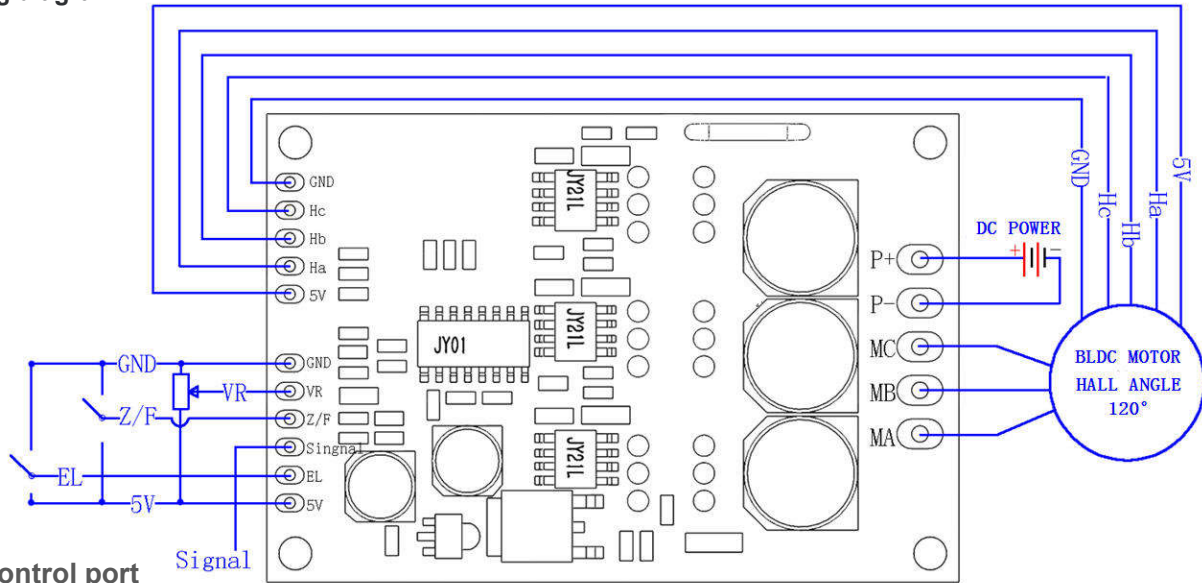 GND
Hc
Hb
Ha
5V
GND
Hc
Hb
Ha
5V
JY21L
JY21L
JY21L
JY01
DC POWER
+ -
P+
P-
MC
MB
MA
BLDC MOTOR
HALL ANGLE
120°
GND
VR
Z/F
EL
5V
Signal
GND
VR
Z/F
Singnal
EL
5V
ontrol port